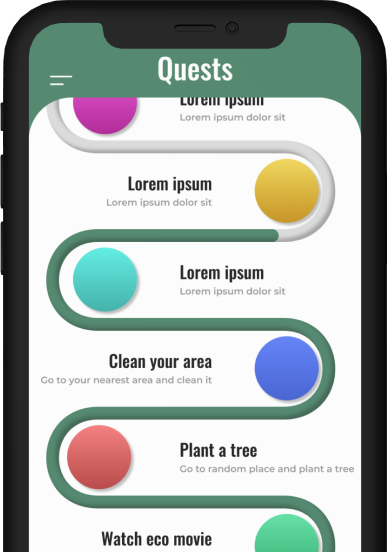 Quests
Lorem ipsum
Lorem ipsum dolor sit
Lorem ipsum
Lorem ipsum dolor sit
Lorem ipsum
Lorem ipsum dolor sit
Clean your area
Go to your nearest area and clean it
Plant a tree
Go to random place and plant a tree
Watch eco movie